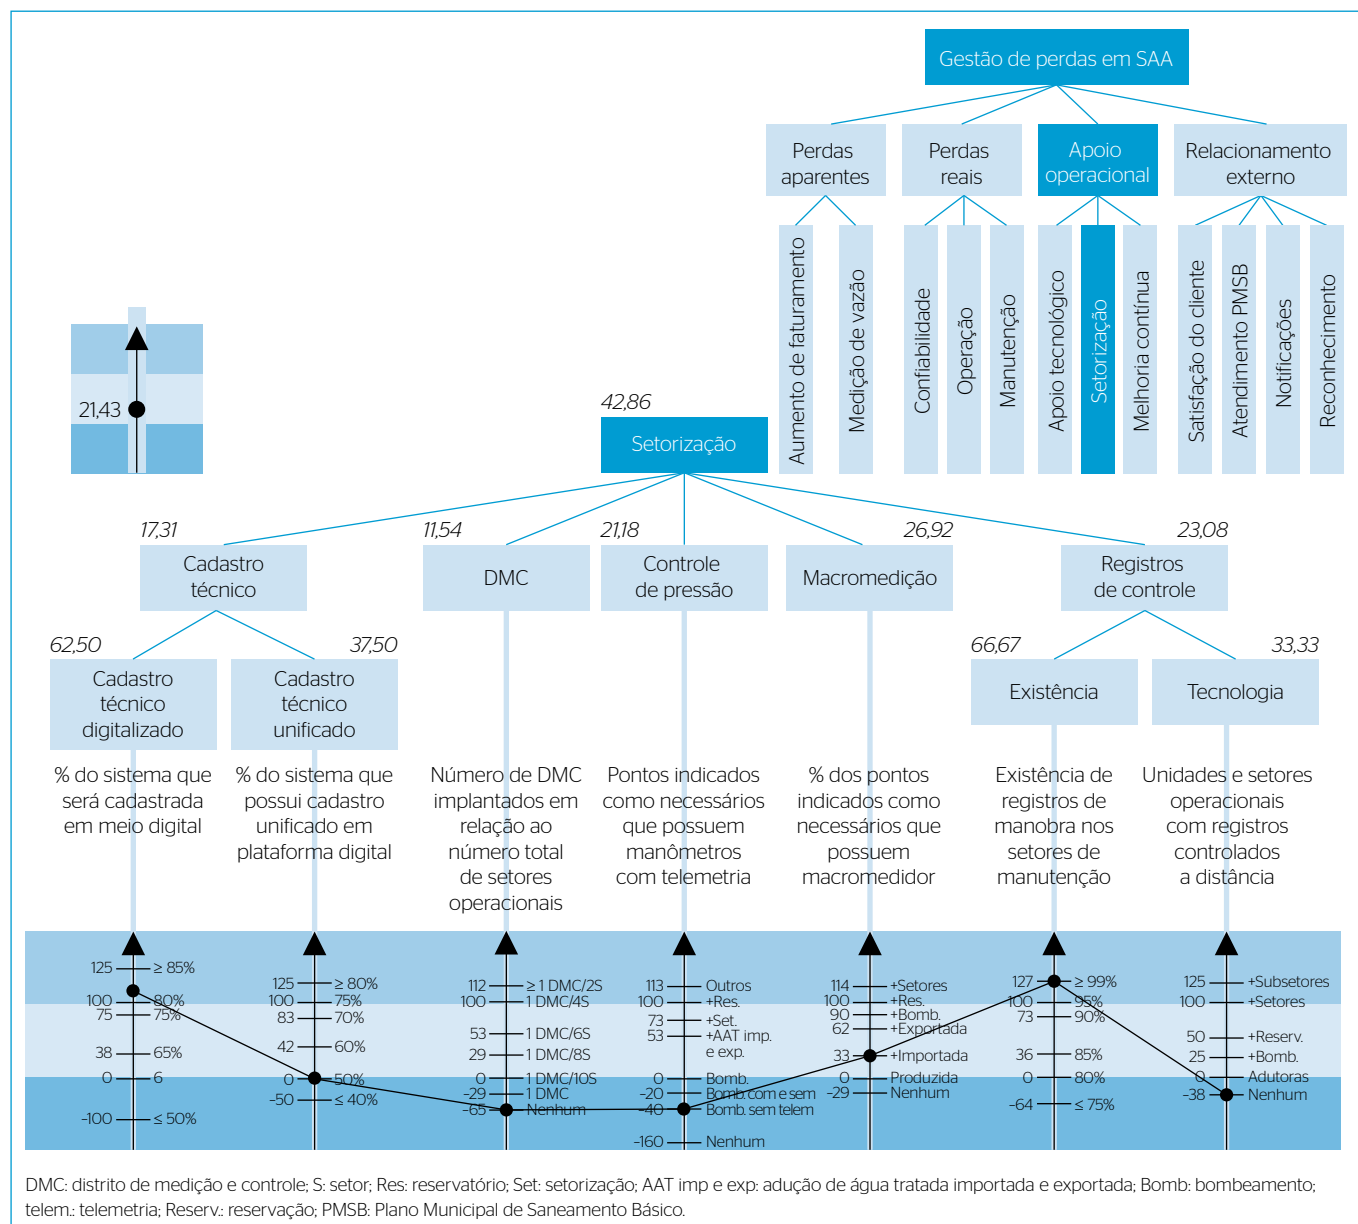 Gestão de perdas em SAA
Perdas
aparentes
Perdas
reais
Apoio
operacional
Relacionamento
externo
Aumento de faturamento
Medição de vazão
Confiabilidade
Operação
Manutenção
Apoio tecnológico
Setorização
Melhoria contínua
Satisfação do cliente
Atendimento PMSB
Notificações
Reconhecimento
21,43
42,86
Setorização
17,31
Cadastro
técnico
11,54
DMC
21,18
Controle
de pressão
26,92
Macromedição
23,08
Registros
de controle
62,50
Cadastro
técnico
digitalizado
37,50
Cadastro
técnico
unificado
66,67
Existência
33,33
Tecnologia
% do sistema que
será cadastrada
em meio digital
% do sistema que
possui cadastro
unificado em
plataforma digital
Número de DMC
implantados em
relação ao
número total
de setores
operacionais
Pontos indicados
como necessários
que possuem
manômetros
com telemetria
% dos pontos
indicados como
necessários que
possuem
macromedidor
Existência de
registros de
manobra nos
setores de
manutenção
Unidades e setores
operacionais
com registros
controlados
a distância
125 ≥ 85%
100 80%
75 75%
38 65%
0 6
-100 ≤ 50%
125 ≥ 80%
100 75%
83 70%
42 60%
0 50%
-50 ≤ 40%
112 ≥ 1 DMC/2S
100 1 DMC/4S
53 1 DMC/6S
29 1 DMC/8S
0 1 DMC/10S
-29 1 DMC
-65 Nenhum
113 Outros
100 +Res.
73 +Set.
53 +AAT imp.
e exp.
0 Bomb.
-20 Bomb. com e sem
-40 Bomb. sem telem
-160 Nenhum
114 +Setores
100 +Res.
90 +Bomb.
62 +Exportada
33 +Importada
0 Produzida
-29 Nenhum
127 ≥ 99%
100 95%
73 90%
36 85%
0 80%
-64 ≤ 75%
125 +Subsetores
100 +Setores
50 +Reserv.
25 +Bomb.
0 Adutoras
-38 Nenhum
DMC: distrito de medição e controle; S: setor; Res: reservatório; Set: setorização; AAT imp e exp: adução de água tratada importada e exportada; Bomb: bombeamento;
telem.: telemetria; Reserv.: reservação; PMSB: Plano Municipal de Saneamento Básico.